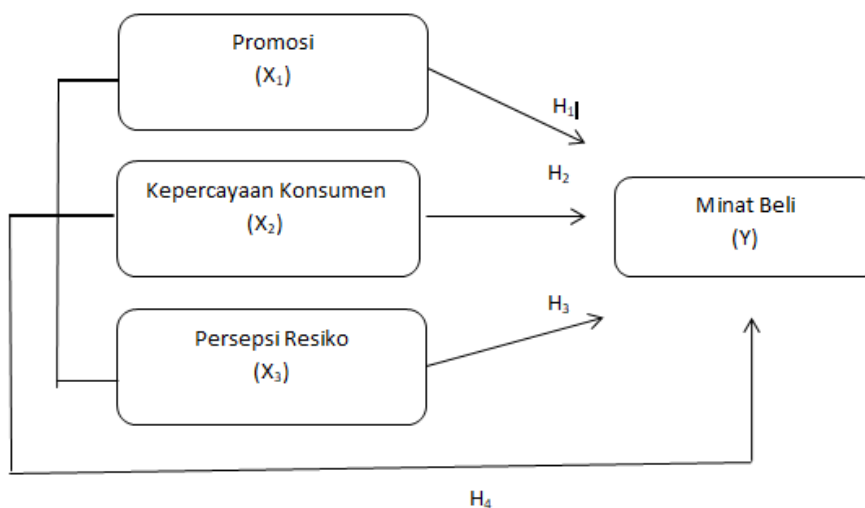 Promosi
(X₁)
H₁
Kepercayaan Konsumen
(X₂)
H₂
Minat Beli
(Y)
Persepsi Resiko
(X₃)
H₃
H₄